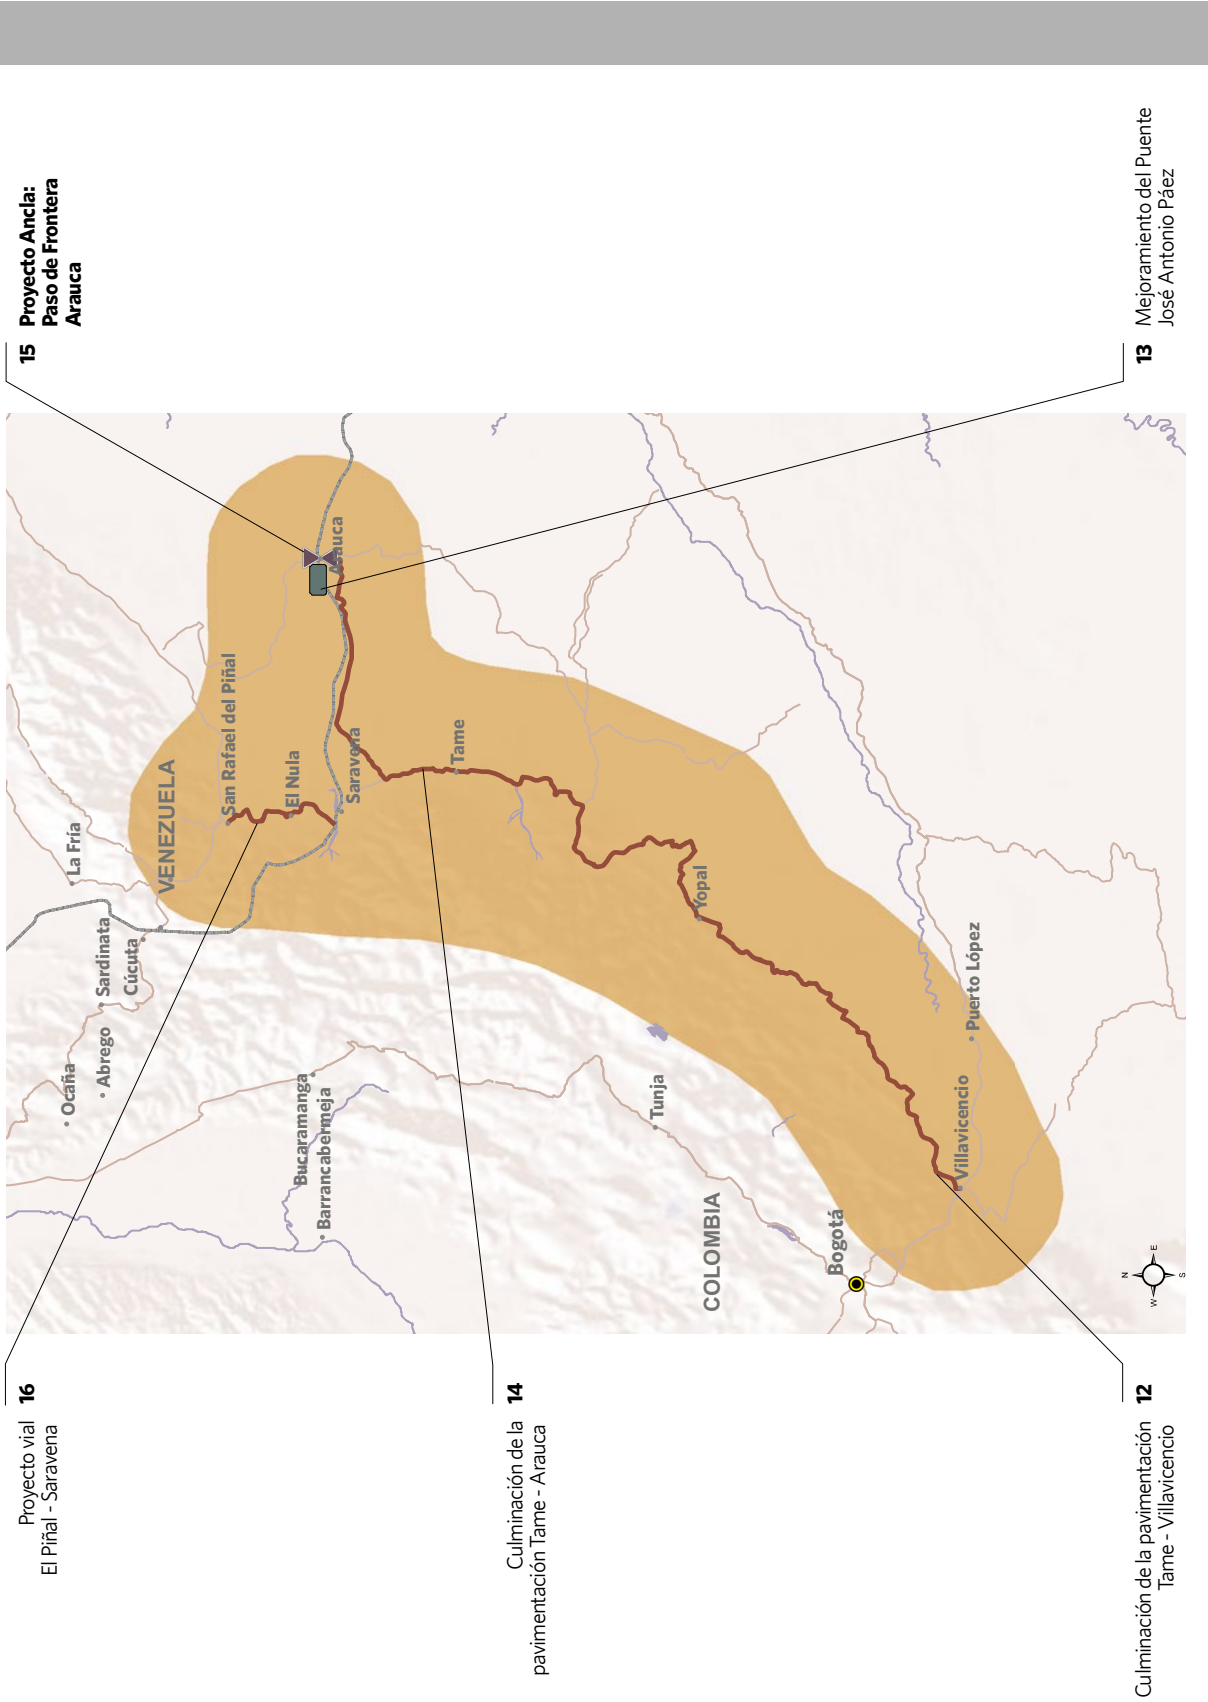 16
Proyecto vial
El Piñal - Saravena
14
Culminación de la
pavimentación Tame - Arauca
12
Culminación de la pavimentación
Tame - Villavicencio
15
Proyecto Ancla:
Paso de Frontera
Arauca
13
Mejoramiento del Puente
José Antonio Páez
Ocaña
Abrego
Sardinata
Cúcuta
La Fría
VENEZUELA
San Rafael del Piñal
El Nula
Saravena
Arauca
Tame
Bucaramanga
Barrancabermeja
Tunja
Yopal
COLOMBIA
Bogotá
Villavicencio
Puerto López
N
W
E
S